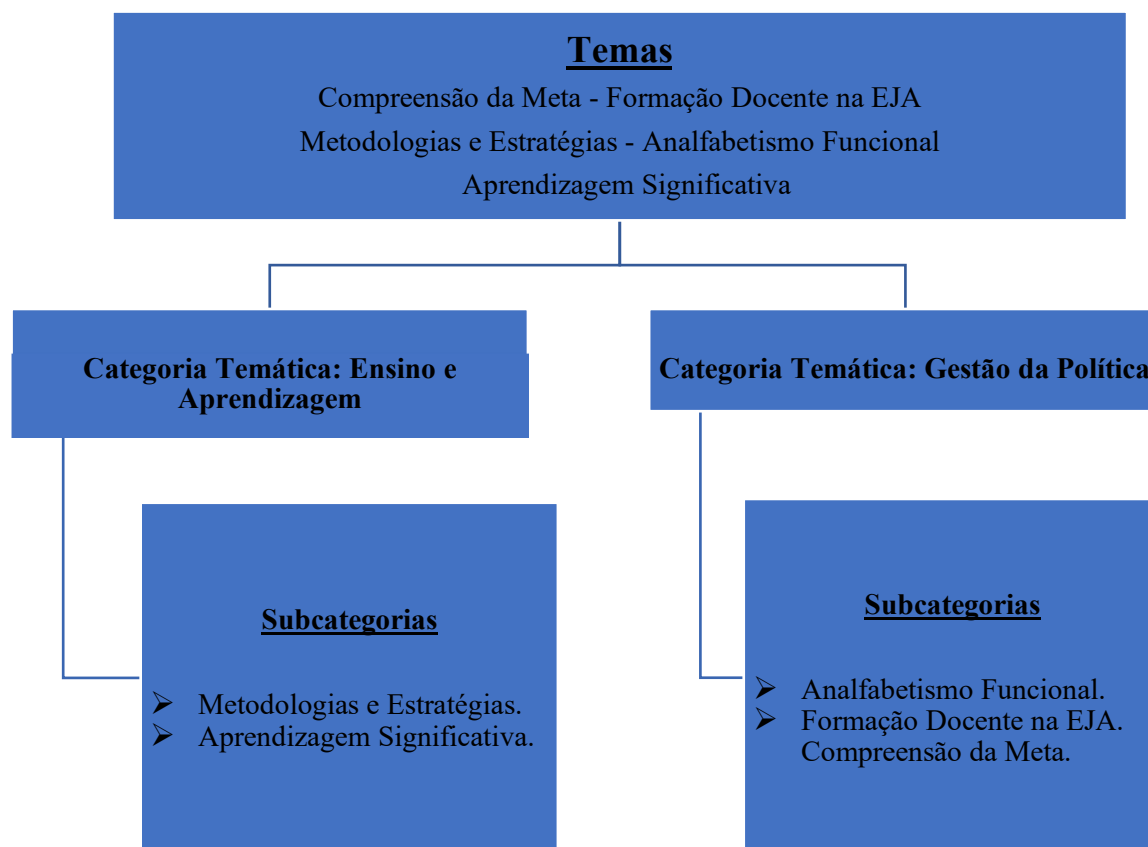 Temas
Compreensão da Meta - Formação Docente na EJA
Metodologias e Estratégias - Analfabetismo Funcional
Aprendizagem Significativa
Categoria Temática: Ensino e
Aprendizagem
Categoria Temática: Gestão da Política
Subcategorias
➢ Metodologias e Estratégias.
➢ Aprendizagem Significativa.
Subcategorias
➢ Analfabetismo Funcional.
➢ Formação Docente na EJA.
Compreensão da Meta.